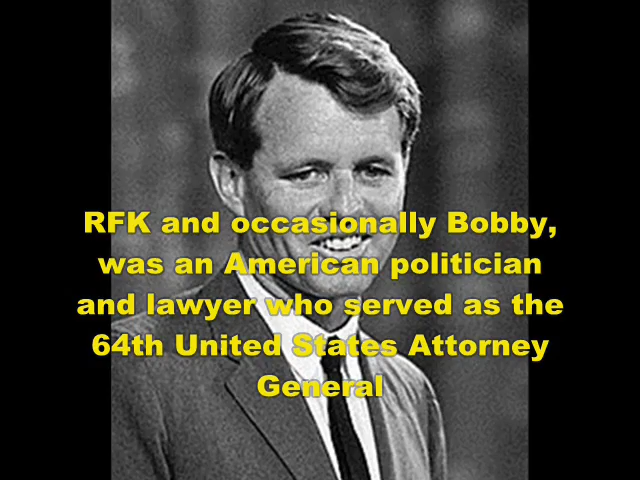 RFK and occasionally Bobby,
was an American politician
and lawyer who served as the
64th United States Attorney
General